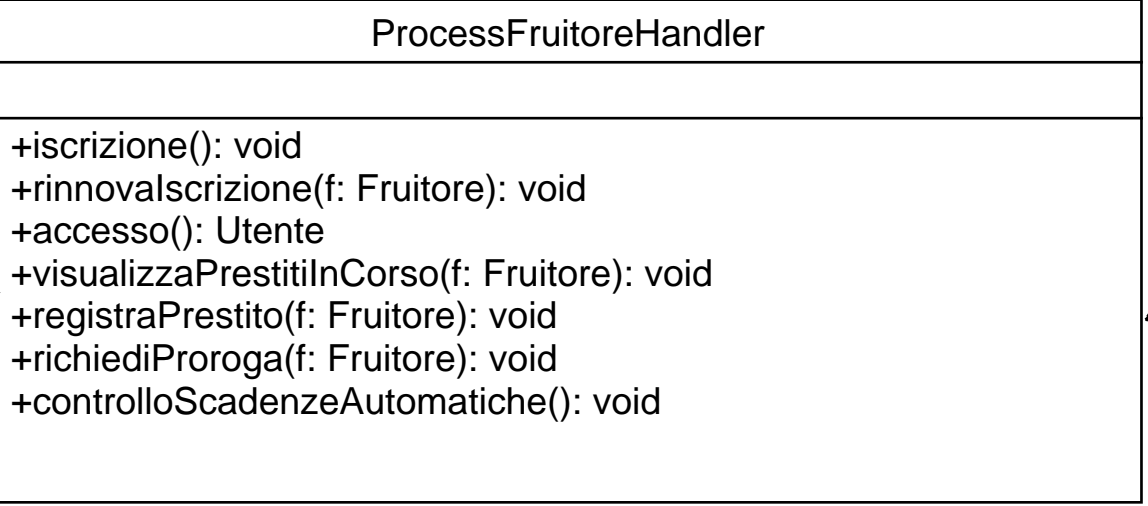 ProcessFruitoreHandler
+iscrizione(): void
+rinnovaIscrizione(f: Fruitore): void
+accesso(): Utente
+visualizzaPrestitiInCorso(f: Fruitore): void
+registraPrestito(f: Fruitore): void
+richiediProroga(f: Fruitore): void
+controlloScadenzeAutomatiche(): void